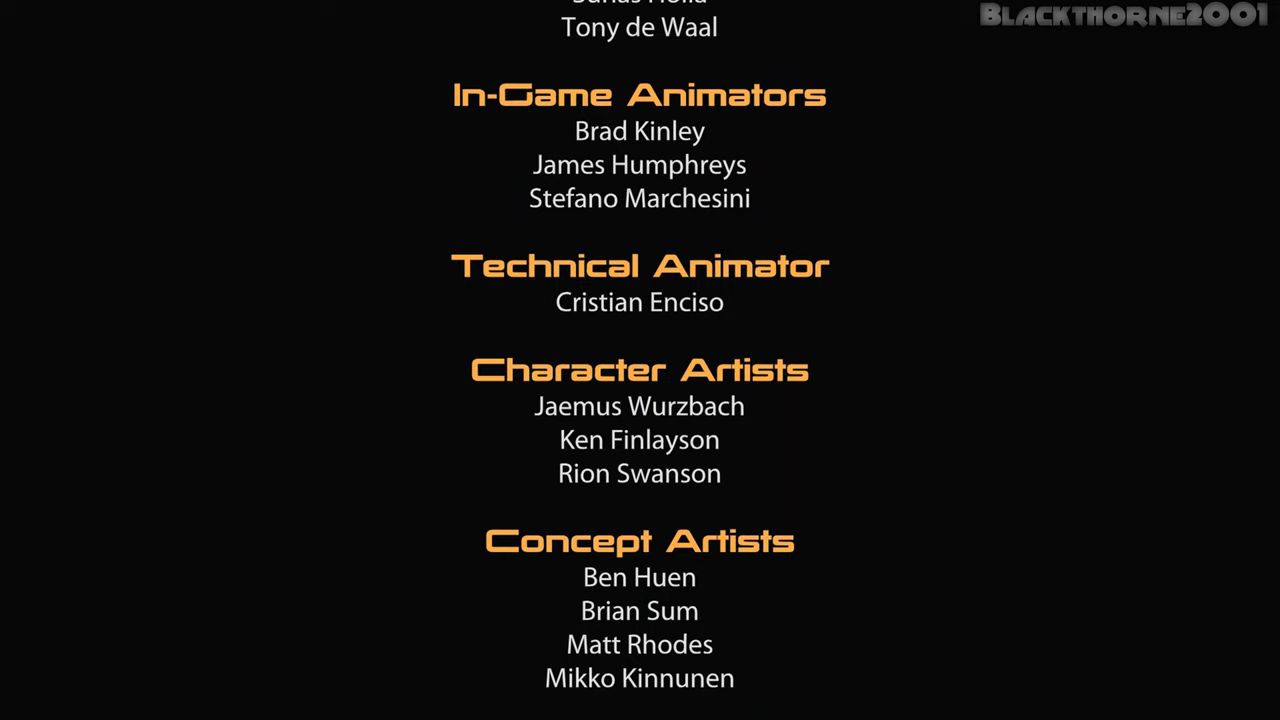 Blackthorne2001
Tony de Waal
In-Game Animators
Brad Kinley
James Humphreys
Stefano Marchesini
Technical Animator
Cristian Enciso
Character Artists
Jaemus Wurzbach
Ken Finlayson
Rion Swanson
Concept Artists
Ben Huen
Brian Sum
Matt Rhodes
Mikko Kinnunen